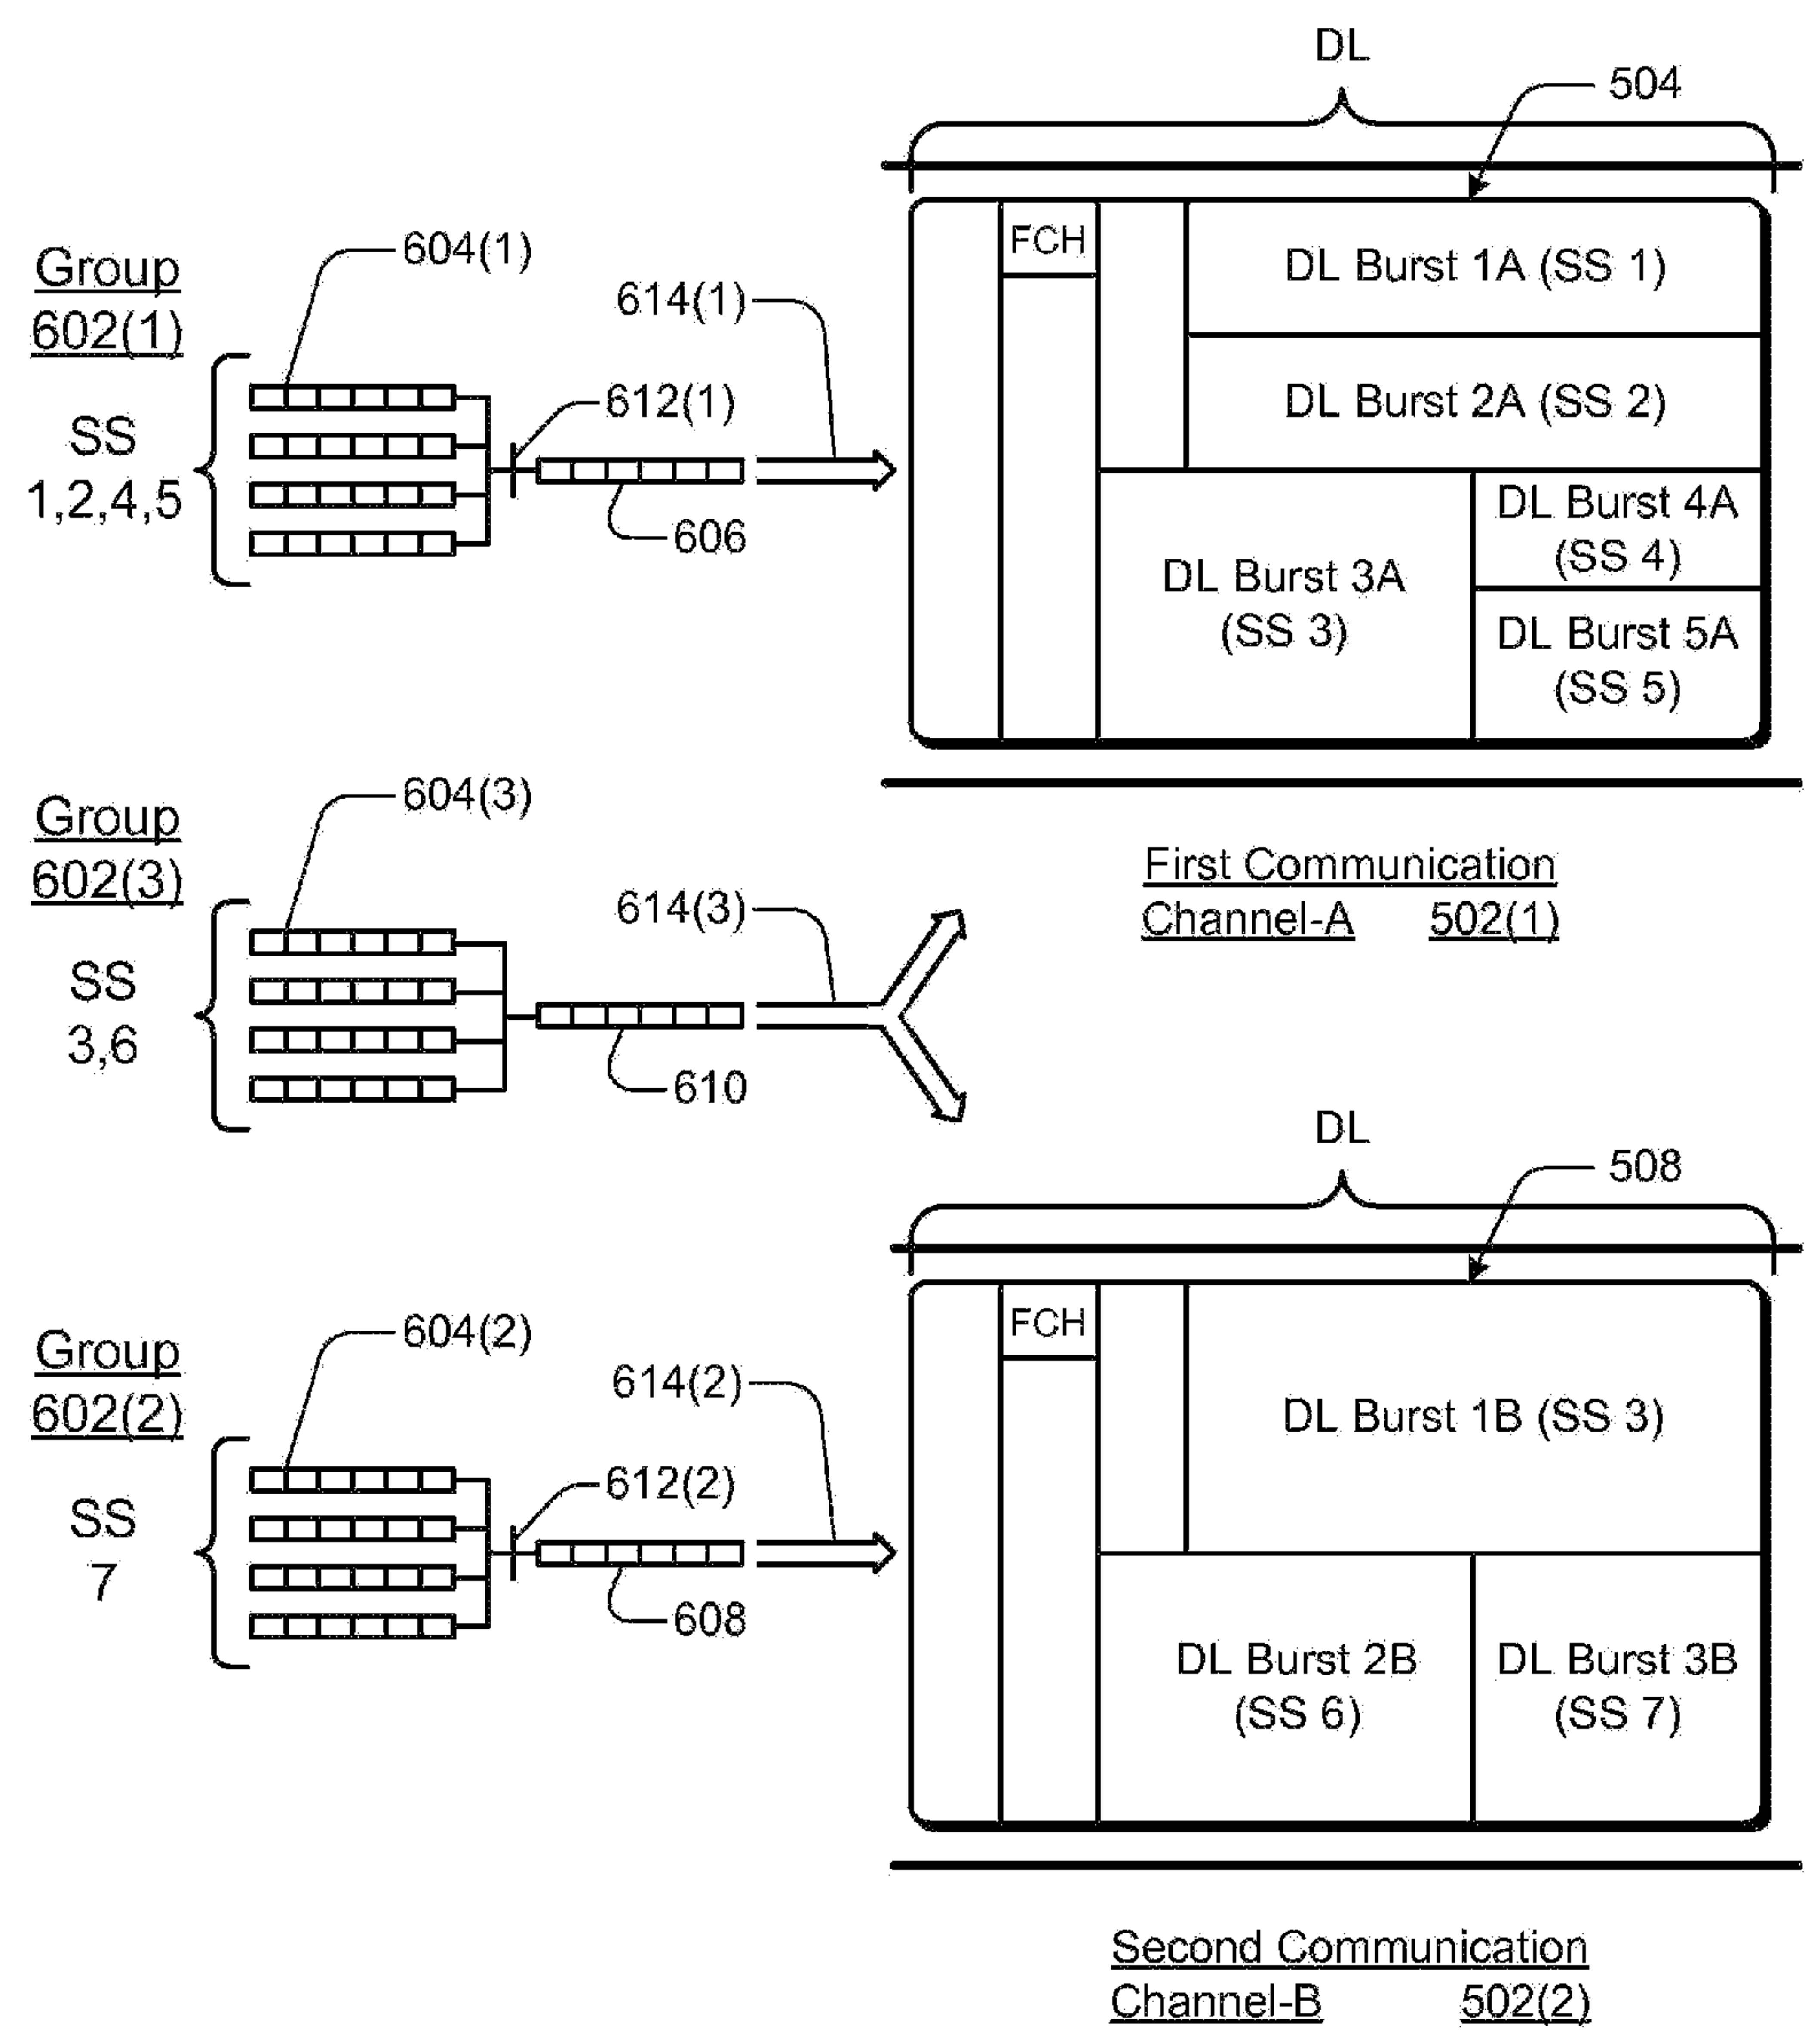 DL
504
Group
602(1)
604(1)
614(1)
FCH
DL Burst 1A (SS 1)
SS
1,2,4,5
612(1)
606
DL Burst 2A (SS 2)
DL Burst 3A
(SS 3)
DL Burst 4A
(SS 4)
DL Burst 5A
(SS 5)
First Communication
Channel-A 502(1)
Group
602(3)
604(3)
SS
3,6
614(3)
610
DL
508
Group
602(2)
604(2)
614(2)
FCH
DL Burst 1B (SS 3)
SS
7
612(2)
608
DL Burst 2B
(SS 6)
DL Burst 3B
(SS 7)
Second Communication
Channel-B 502(2)